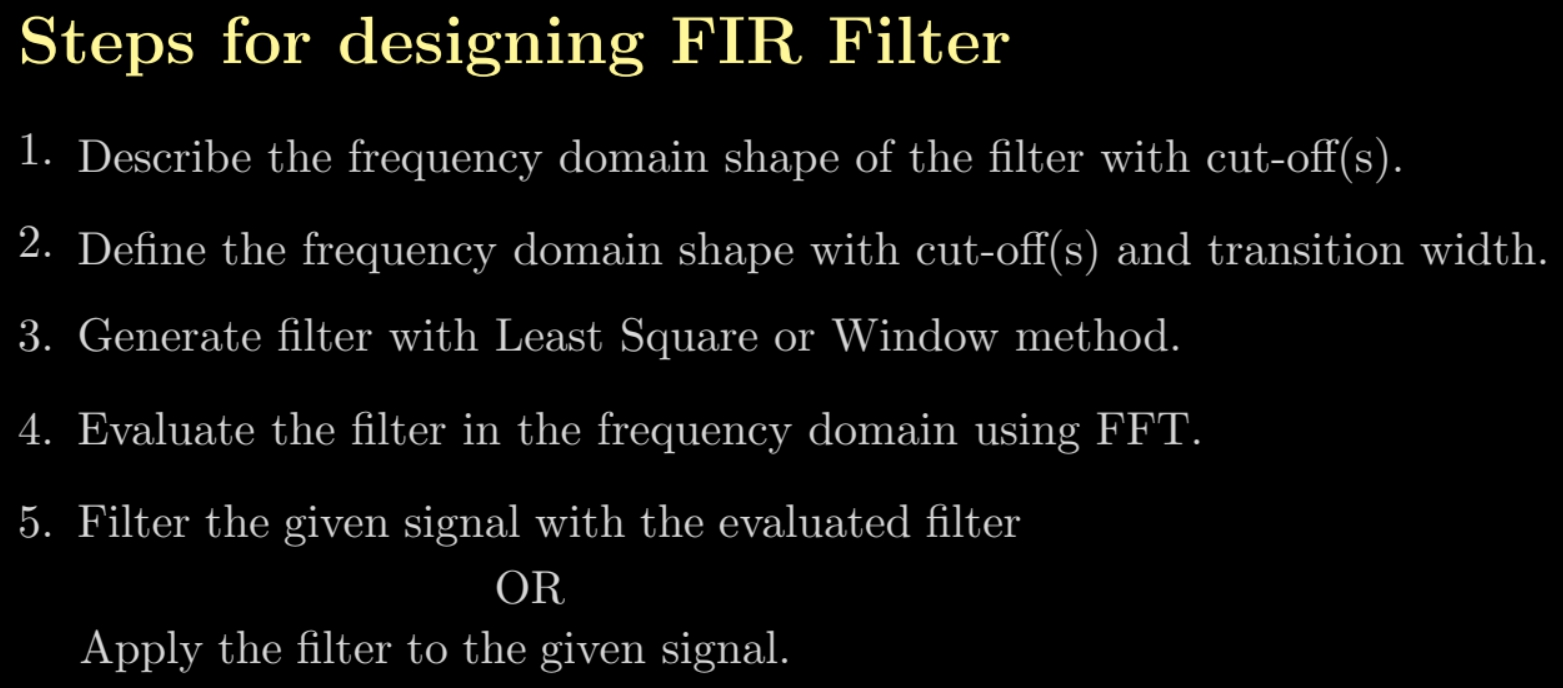 Steps for designing FIR Filter
1. Describe the frequency domain shape of the filter with cut-off(s).
2. Define the frequency domain shape with cut-off(s) and transition width.
3. Generate filter with Least Square or Window method.
4. Evaluate the filter in the frequency domain using FFT.
5. Filter the given signal with the evaluated filter
OR
Apply the filter to the given signal.